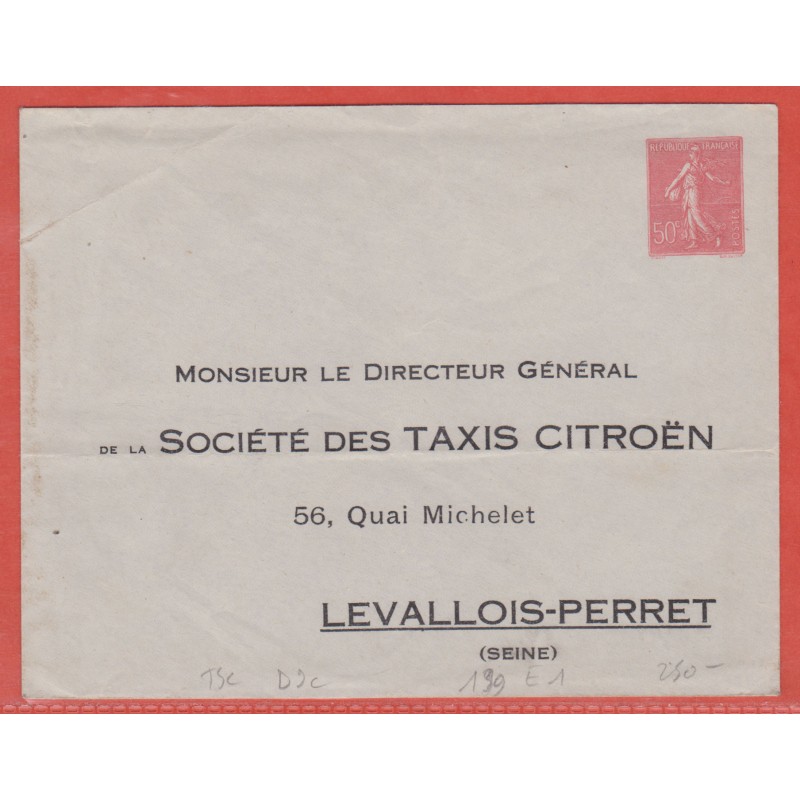 RÉPUBLIQUE FRANÇAISE
50c
POSTES
MONSIEUR LE DIRECTEUR GÉNÉRAL
DE LA SOCIÉTÉ DES TAXIS CITROËN
56, Quai Michelet
LEVALLOIS-PERRET
(SEINE)
TSC D2c 199 E1 250-